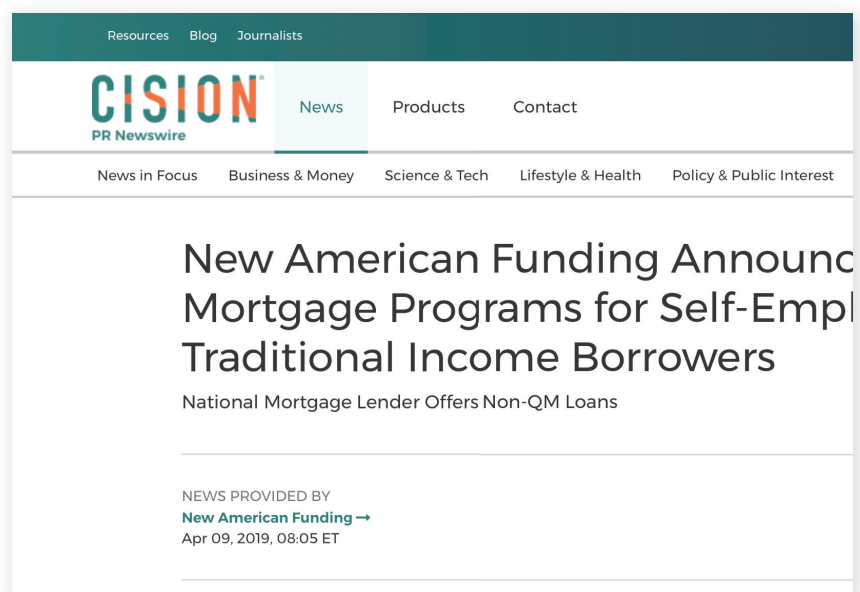 Resources Blog Journalists
CISION
PR Newswire
News Products Contact
News in Focus Business & Money Science & Tech Lifestyle & Health Policy & Public Interest
New American Funding Announc
Mortgage Programs for Self-Empl
Traditional Income Borrowers
National Mortgage Lender Offers Non-QM Loans
NEWS PROVIDED BY
New American Funding →
Apr 09, 2019, 08:05 ET